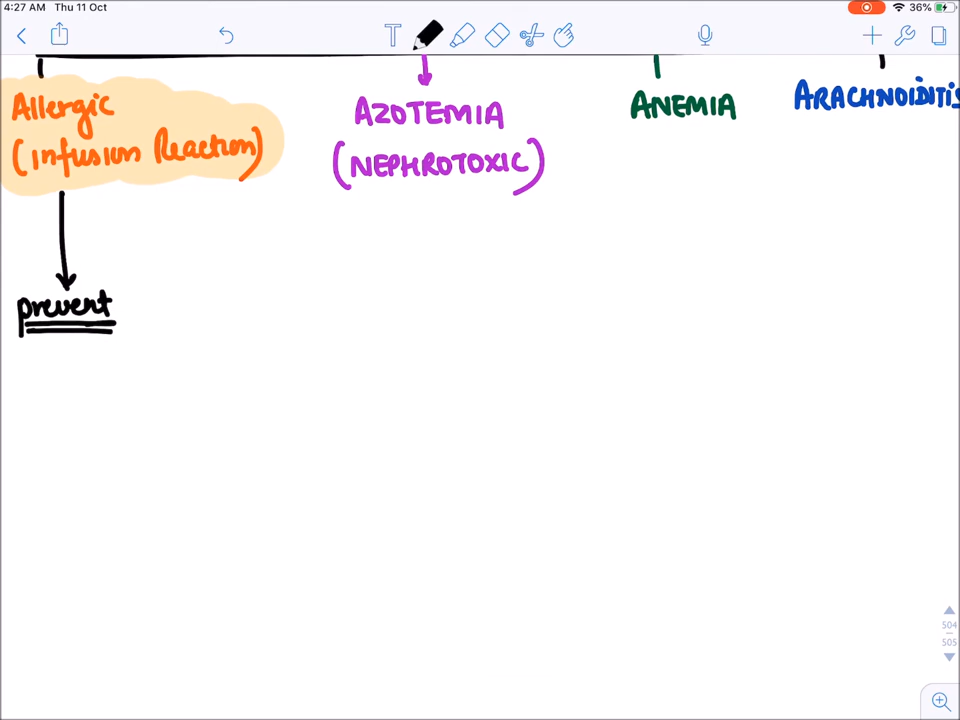 4:27 AM Thu 11 Oct
36%
T
Allergic
(Infusion Reaction)
AZOTEMIA
(NEPHROTOXIC)
ANEMIA
ARACHNOIDITIS
prevent
504
505